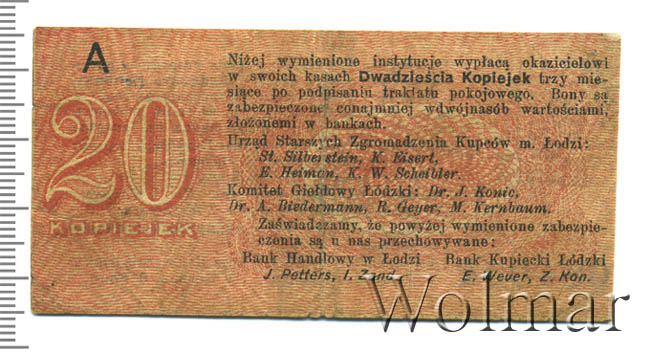 A
Niżej wymienione instytucje wypłacą okazicielowi
w swoich kasach Dwadzieścia Kopiejek trzy mie-
siące po podpisaniu traktatu pokojowego. Bony są
zabezpieczone conajmniej wdwójnasób wartościami,
złożonemi w bankach.
20
KOPIEJEK
Urząd Starszych Zgromadzenia Kupców m. Łodzi:
St. Silberstein, K. Eisert,
E. Heiman, K. W. Scheibler.
Komitet Giełdowy Łódzki: Dr. J. Konic,
Dr. A. Biedermann, R. Geyer, M. Kernbaum.
Zaświadczamy, że powyżej wymienione zabezpie-
czenia są u nas przechowywane:
Bank Handlowy w Łodzi Bank Kupiecki Łódzki
J. Petters, I. Zand. E. Wever, Z. Kon.
Wolmar